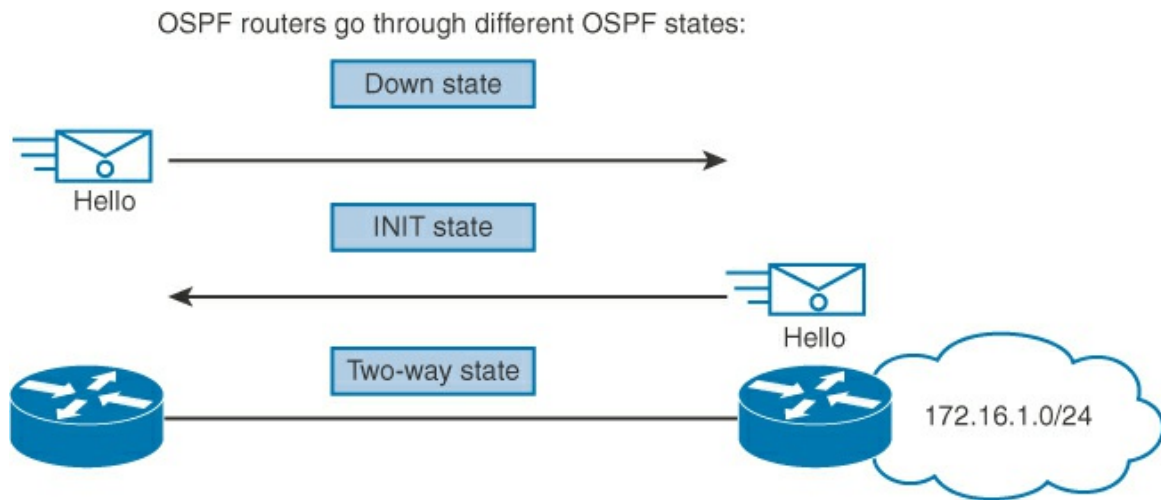 OSPF routers go through different OSPF states:
Down state
Hello
INIT state
Hello
Two-way state
172.16.1.0/24